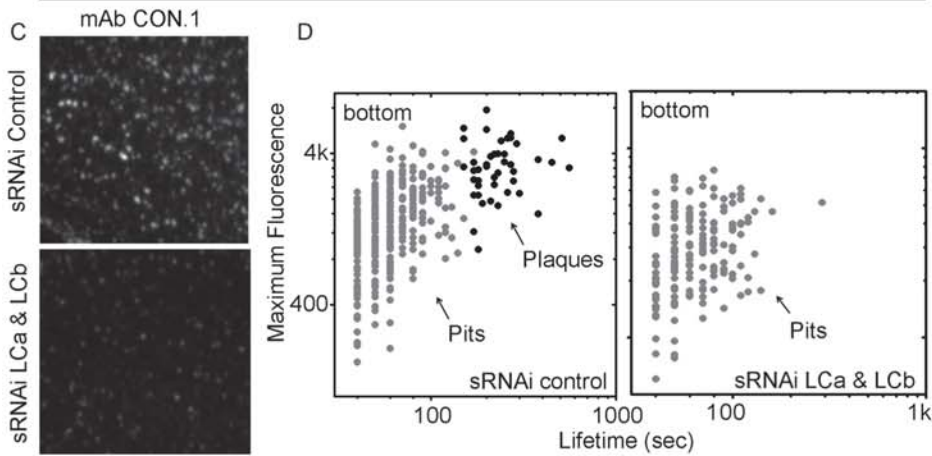 C
mAb CON.1
sRNAi Control
sRNAi LCa & LCb
D
Maximum Fluorescence
4k
400
bottom
Plaques
Pits
sRNAi control
100
1000
bottom
Pits
sRNAi LCa & LCb
100
1k
Lifetime (sec)